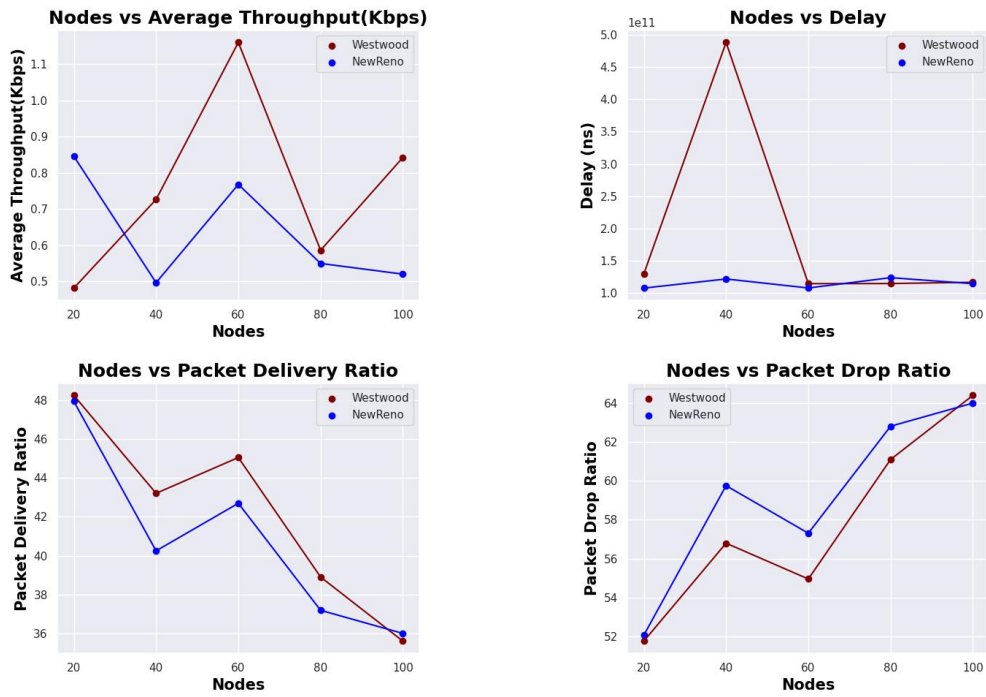 Nodes vs Average Throughput(Kbps)
Average Throughput(Kbps)
1.1
1.0
0.9
0.8
0.7
0.6
0.5
Westwood
NewReno
20 40 60 80 100
Nodes
Nodes vs Delay
1e11
Delay (ns)
5.0
4.5
4.0
3.5
3.0
2.5
2.0
1.5
1.0
Westwood
NewReno
20 40 60 80 100
Nodes
Nodes vs Packet Delivery Ratio
Packet Delivery Ratio
48
46
44
42
40
38
36
Westwood
NewReno
20 40 60 80 100
Nodes
Nodes vs Packet Drop Ratio
Packet Drop Ratio
64
62
60
58
56
54
52
Westwood
NewReno
20 40 60 80 100
Nodes